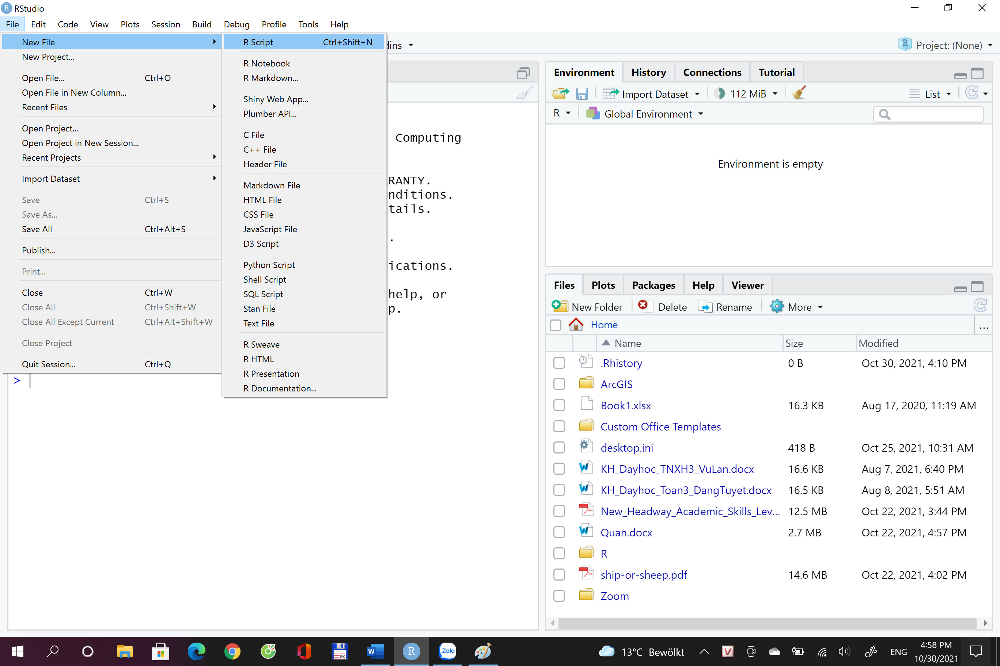 RStudio
File Edit Code View Plots Session Build Debug Profile Tools Help
New File
New Project...
Open File... Ctrl+O
Open File in New Column...
Recent Files
Open Project...
Open Project in New Session...
Recent Projects
Import Dataset
Save Ctrl+S
Save As...
Save All Ctrl+Alt+S
Publish...
Print...
Close Ctrl+W
Close All Ctrl+Shift+W
Close All Except Current Ctrl+Alt+Shift+W
Close Project
Quit Session... Ctrl+Q
>
R Script Ctrl+Shift+N
R Notebook
R Markdown...
Shiny Web App...
Plumber API...
C File
C++ File
Header File
Markdown File
HTML File
CSS File
JavaScript File
D3 Script
Python Script
Shell Script
SQL Script
Stan File
Text File
R Sweave
R HTML
R Presentation
R Documentation...
dins
Project: (None)
Computing
RANTY.
nditions.
tails.
.
ications.
help, or
p.
Environment History Connections Tutorial
Import Dataset 112 MiB List
R Global Environment
Environment is empty
Files Plots Packages Help Viewer
New Folder Delete Rename More
Home ...
Name Size Modified
.Rhistory 0 B Oct 30, 2021, 4:10 PM
ArcGIS
Book1.xlsx 16.3 KB Aug 17, 2020, 11:19 AM
Custom Office Templates
desktop.ini 418 B Oct 25, 2021, 10:31 AM
KH_Dayhoc_TNXH3_VuLan.docx 16.6 KB Aug 7, 2021, 6:40 PM
KH_Dayhoc_Toan3_DangTuyet.docx 16.5 KB Aug 8, 2021, 5:51 AM
New_Headway_Academic_Skills_Lev... 12.5 MB Oct 22, 2021, 3:44 PM
Quan.docx 2.7 MB Oct 22, 2021, 4:57 PM
R
ship-or-sheep.pdf 14.6 MB Oct 22, 2021, 4:02 PM
Zoom
Zalo
13°C Bewölkt
ENG
4:58 PM
10/30/2021